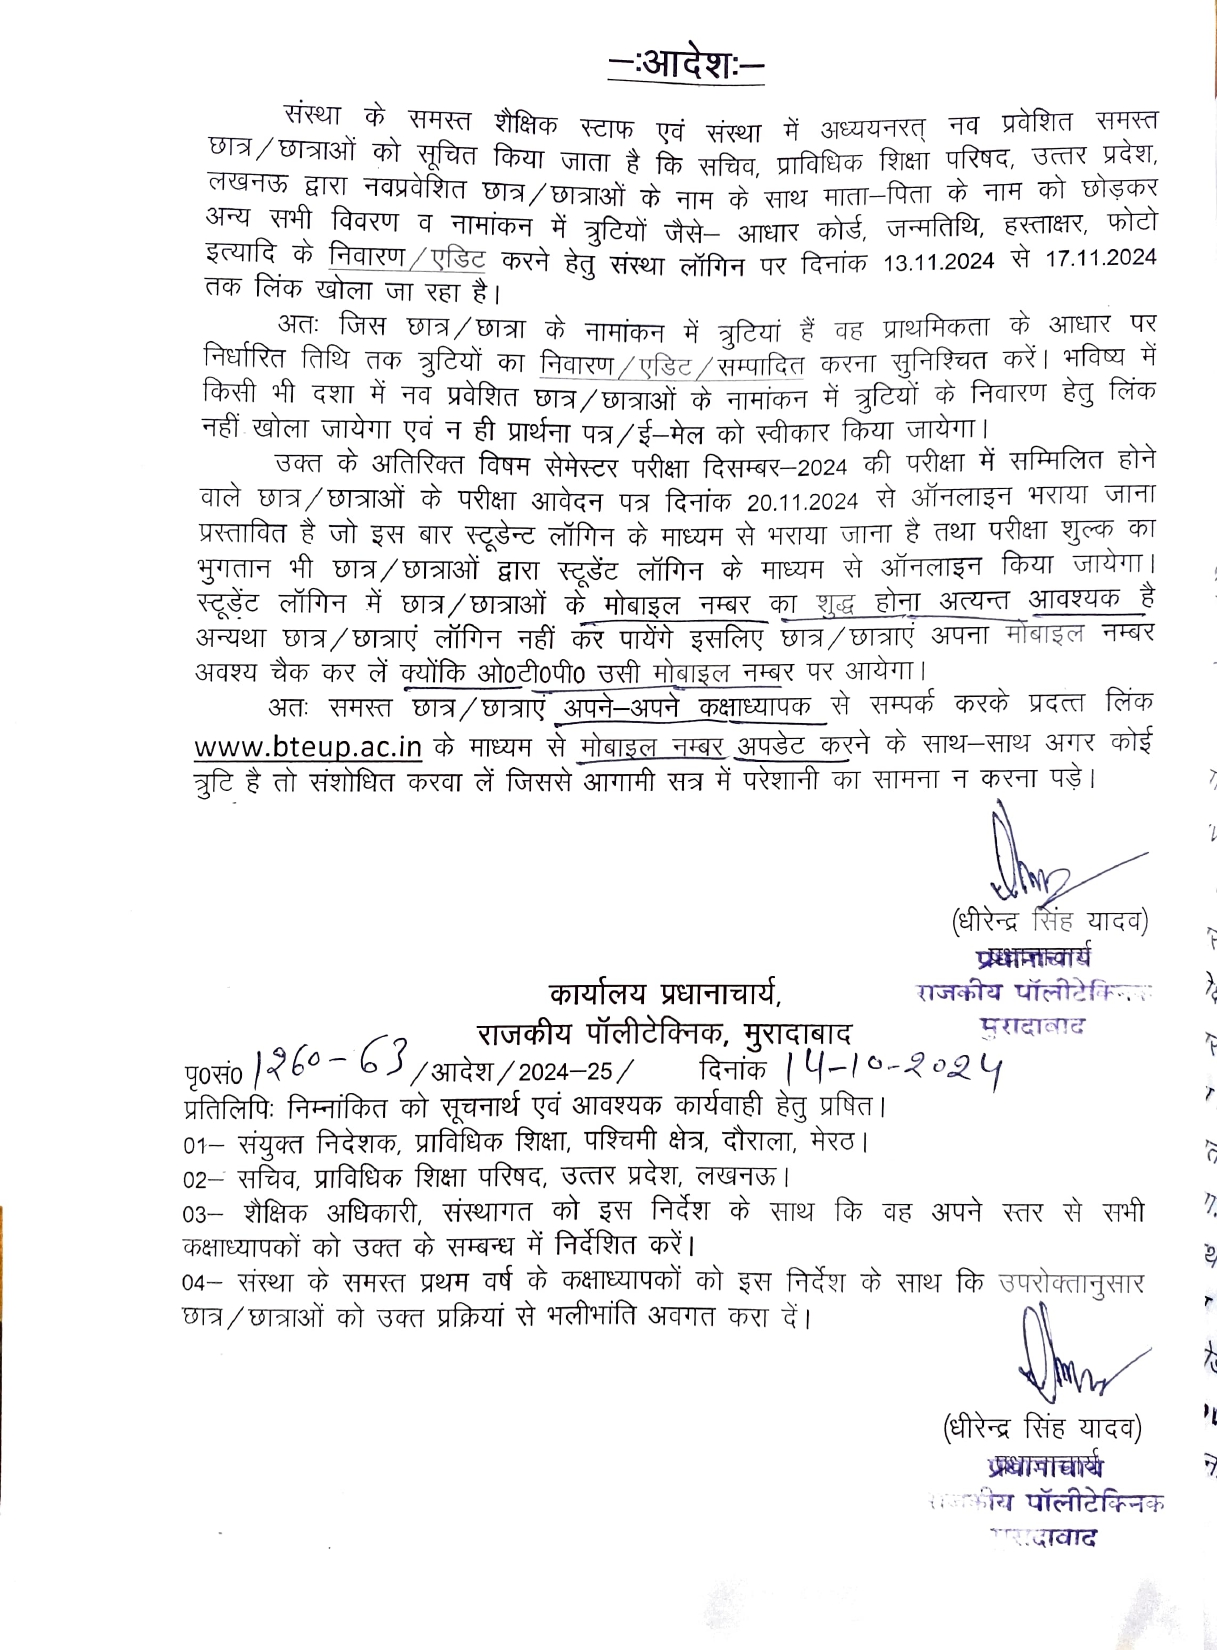 –:आदेशः–
संस्था के समस्त शैक्षिक स्टाफ एवं संस्था में अध्ययनरत् नव प्रवेशित समस्त
छात्र/छात्राओं को सूचित किया जाता है कि सचिव, प्राविधिक शिक्षा परिषद, उत्तर प्रदेश,
लखनऊ द्वारा नवप्रवेशित छात्र/छात्राओं के नाम के साथ माता–पिता के नाम को छोड़कर
अन्य सभी विवरण व नामांकन में त्रुटियों जैसे– आधार कोर्ड, जन्मतिथि, हस्ताक्षर, फोटो
इत्यादि के निवारण/एडिट करने हेतु संस्था लॉगिन पर दिनांक 13.11.2024 से 17.11.2024
तक लिंक खोला जा रहा है।
अतः जिस छात्र/छात्रा के नामांकन में त्रुटियां हैं वह प्राथमिकता के आधार पर
निर्धारित तिथि तक त्रुटियों का निवारण/एडिट/सम्पादित करना सुनिश्चित करें। भविष्य में
किसी भी दशा में नव प्रवेशित छात्र/छात्राओं के नामांकन में त्रुटियों के निवारण हेतु लिंक
नहीं खोला जायेगा एवं न ही प्रार्थना पत्र/ई–मेल को स्वीकार किया जायेगा।
उक्त के अतिरिक्त विषम सेमेस्टर परीक्षा दिसम्बर–2024 की परीक्षा में सम्मिलित होने
वाले छात्र/छात्राओं के परीक्षा आवेदन पत्र दिनांक 20.11.2024 से ऑनलाइन भराया जाना
प्रस्तावित है जो इस बार स्टूडेन्ट लॉगिन के माध्यम से भराया जाना है तथा परीक्षा शुल्क का
भुगतान भी छात्र/छात्राओं द्वारा स्टूडेंट लॉगिन के माध्यम से ऑनलाइन किया जायेगा।
स्टूडेंट लॉगिन में छात्र/छात्राओं के मोबाइल नम्बर का शुद्ध होना अत्यन्त आवश्यक है
अन्यथा छात्र/छात्राएं लॉगिन नहीं कर पायेंगे इसलिए छात्र/छात्राएं अपना मोबाइल नम्बर
अवश्य चैक कर लें क्योंकि ओ0टी0पी0 उसी मोबाइल नम्बर पर आयेगा।
अतः समस्त छात्र/छात्राएं अपने–अपने कक्षाध्यापक से सम्पर्क करके प्रदत्त लिंक
www.bteup.ac.in के माध्यम से मोबाइल नम्बर अपडेट करने के साथ–साथ अगर कोई
त्रुटि है तो संशोधित करवा लें जिससे आगामी सत्र में परेशानी का सामना न करना पड़े।
(धीरेन्द्र सिंह यादव)
प्रधानाचार्य
राजकीय पॉलीटेक्निक
मुरादाबाद
कार्यालय प्रधानाचार्य,
राजकीय पॉलीटेक्निक, मुरादाबाद
पृ0सं0 1260-63/आदेश/2024–25/ दिनांक 14-10-2024
प्रतिलिपिः निम्नांकित को सूचनार्थ एवं आवश्यक कार्यवाही हेतु प्रषित।
01– संयुक्त निदेशक, प्राविधिक शिक्षा, पश्चिमी क्षेत्र, दौराला, मेरठ।
02– सचिव, प्राविधिक शिक्षा परिषद, उत्तर प्रदेश, लखनऊ।
03– शैक्षिक अधिकारी, संस्थागत को इस निर्देश के साथ कि वह अपने स्तर से सभी
कक्षाध्यापकों को उक्त के सम्बन्ध में निर्देशित करें।
04– संस्था के समस्त प्रथम वर्ष के कक्षाध्यापकों को इस निर्देश के साथ कि उपरोक्तानुसार
छात्र/छात्राओं को उक्त प्रक्रियां से भलीभांति अवगत करा दें।
(धीरेन्द्र सिंह यादव)
प्रधानाचार्य
राजकीय पॉलीटेक्निक
मुरादाबाद